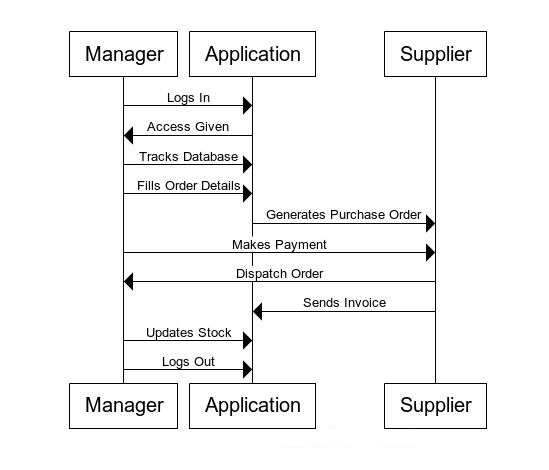 Manager Application Supplier
Logs In
Access Given
Tracks Database
Fills Order Details
Generates Purchase Order
Makes Payment
Dispatch Order
Sends Invoice
Updates Stock
Logs Out
Manager Application Supplier